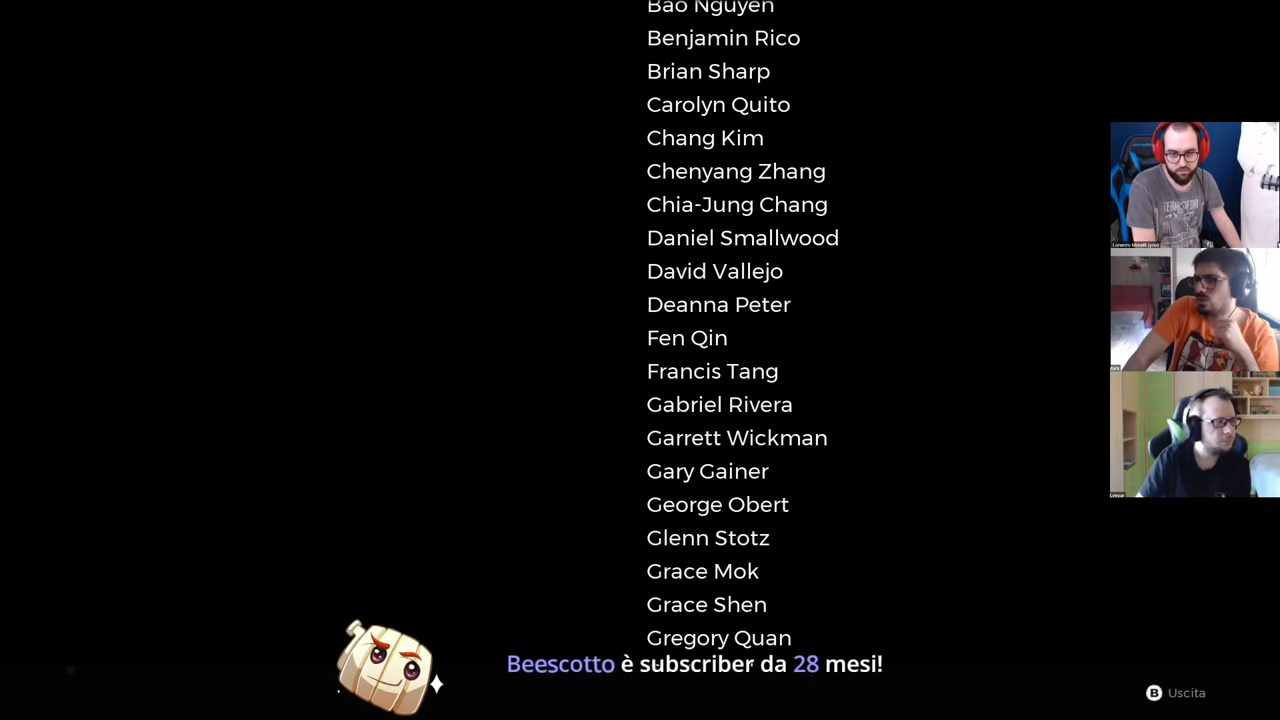 Bao Nguyen
Benjamin Rico
Brian Sharp
Carolyn Quito
Chang Kim
Chenyang Zhang
Chia-Jung Chang
Daniel Smallwood
David Vallejo
Deanna Peter
Fen Qin
Francis Tang
Gabriel Rivera
Garrett Wickman
Gary Gainer
George Obert
Glenn Stotz
Grace Mok
Grace Shen
Gregory Quan
Beescotto è subscriber da 28 mesi!
B Uscita